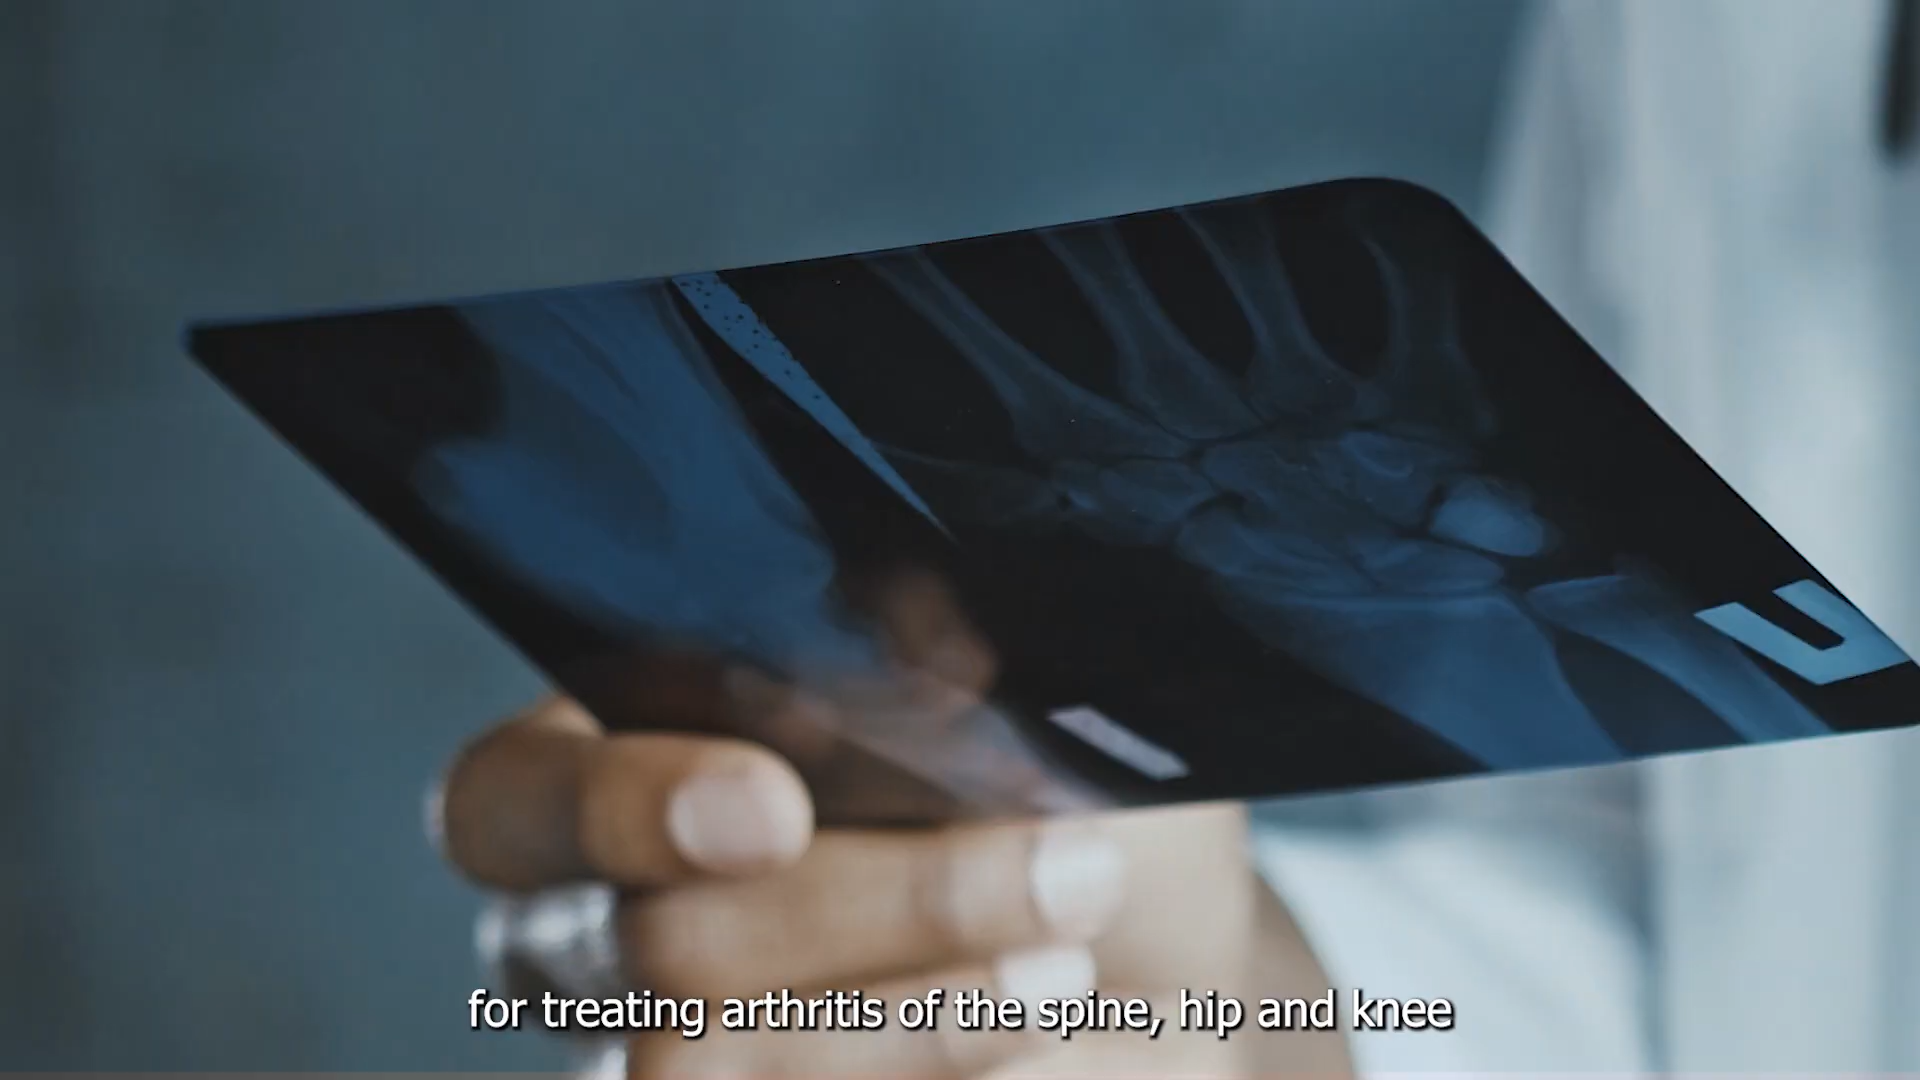 U
for treating arthritis of the spine, hip and knee